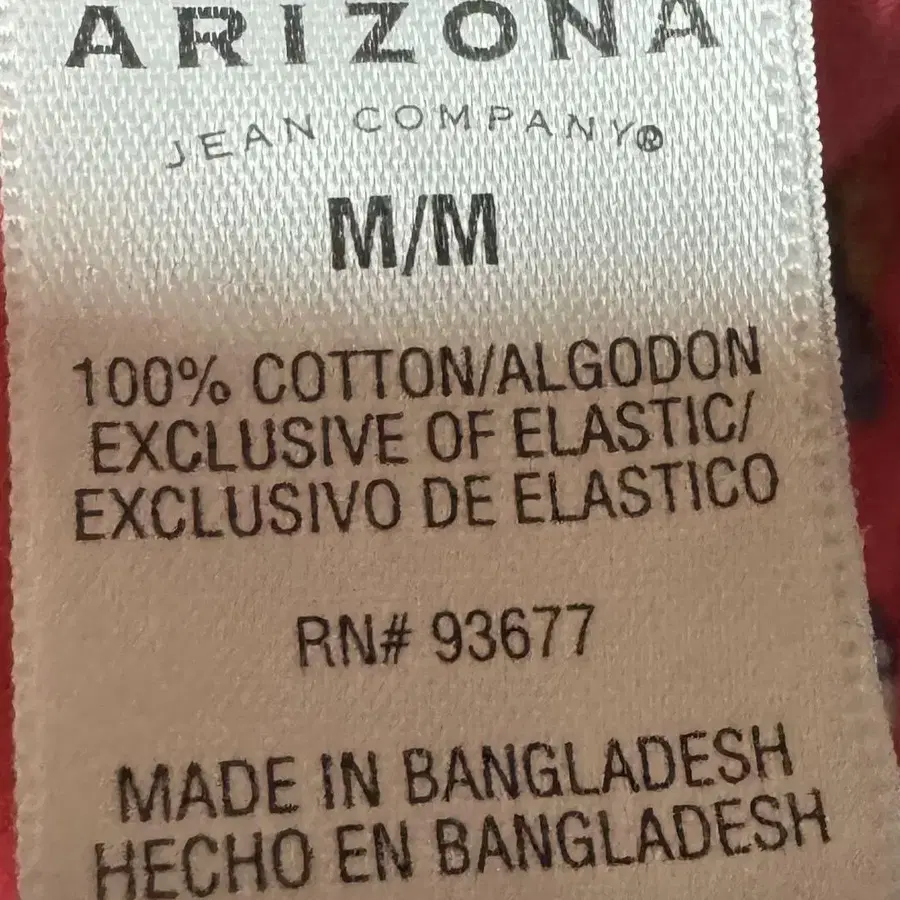 ARIZONA
JEAN COMPANY®
M/M
100% COTTON/ALGODON
EXCLUSIVE OF ELASTIC/
EXCLUSIVO DE ELASTICO
RN# 93677
MADE IN BANGLADESH
HECHO EN BANGLADESH